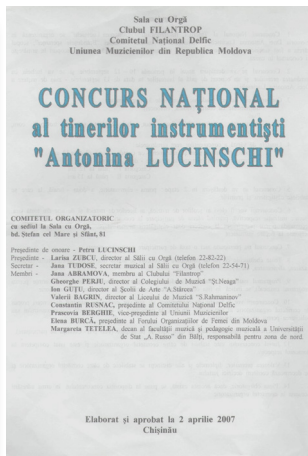 Sala cu Orgă
Clubul FILANTROP
Comitetul Național Delfic
Uniunea Muzicienilor din Republica Moldova
CONCURS NAȚIONAL
al tinerilor instrumentiști
"Antonina LUCINSCHI"
COMITETUL ORGANIZATORIC
cu sediul la Sala cu Orgă,
bd. Ștefan cel Mare și Sfânt, 81
Președinte de onoare - Petru LUCINSCHI
Președinte - Larisa ZUBCU, director al Sălii cu Orgă (telefon 22-82-22)
Secretar - Jana TUDOSE, secretar muzical al Sălii cu Orgă (telefon 22-54-71)
Membri - Jana ABRAMOVA, membru al Clubului "Filantrop"
Gheorghe PERJU, director al Colegiului de Muzică "Șt.Neaga"
Ion GUȚU, director al Școlii de Arte "A.Stârcea"
Valerii BAGRIN, director al Liceului de Muzică "S.Rahmaninov"
Constantin RUSNAC, președinte al Comitetului Național Delfic
Prascovia BERGHIE, vice-președinte al Uniunii Muzicienilor
Elena BURCĂ, președinte al Forului Organizațiilor de Femei din Moldova
Margareta TETELEA, decan al facultății muzică și pedagogie muzicală a Universității
de Stat „A. Russo” din Bălți, responsabilă pentru zona de nord
Elaborat și aprobat la 2 aprilie 2007
Chișinău